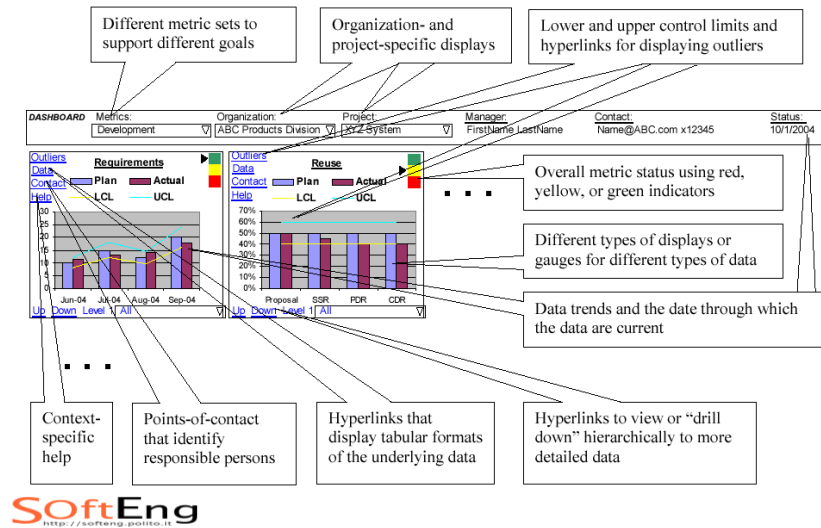 Different metric sets to
support different goals
Organization- and
project-specific displays
Lower and upper control limits and
hyperlinks for displaying outliers
DASHBOARD Metrics: Organization: Project: Manager: Contact: Status:
Development ABC Products Division XYZ System FirstName LastName Name@ABC.com x12345 10/1/2004
Outliers
Data
Contact
Help
Requirements
Plan Actual
LCL UCL
30
25
20
15
10
5
0
Jun-04 Jul-04 Aug-04 Sep-04
Up Down Level 1 All
Outliers
Data
Contact
Help
Reuse
Plan Actual
LCL UCL
70%
60%
50%
40%
30%
20%
10%
0%
Proposal SSR PDR CDR
Up Down Level 1 All
. . .
Overall metric status using red,
yellow, or green indicators
Different types of displays or
gauges for different types of data
Data trends and the date through which
the data are current
. . .
Context-
specific
help
Points-of-contact
that identify
responsible persons
Hyperlinks that
display tabular formats
of the underlying data
Hyperlinks to view or “drill
down” hierarchically to more
detailed data
SOftEng
http://softeng.polito.it